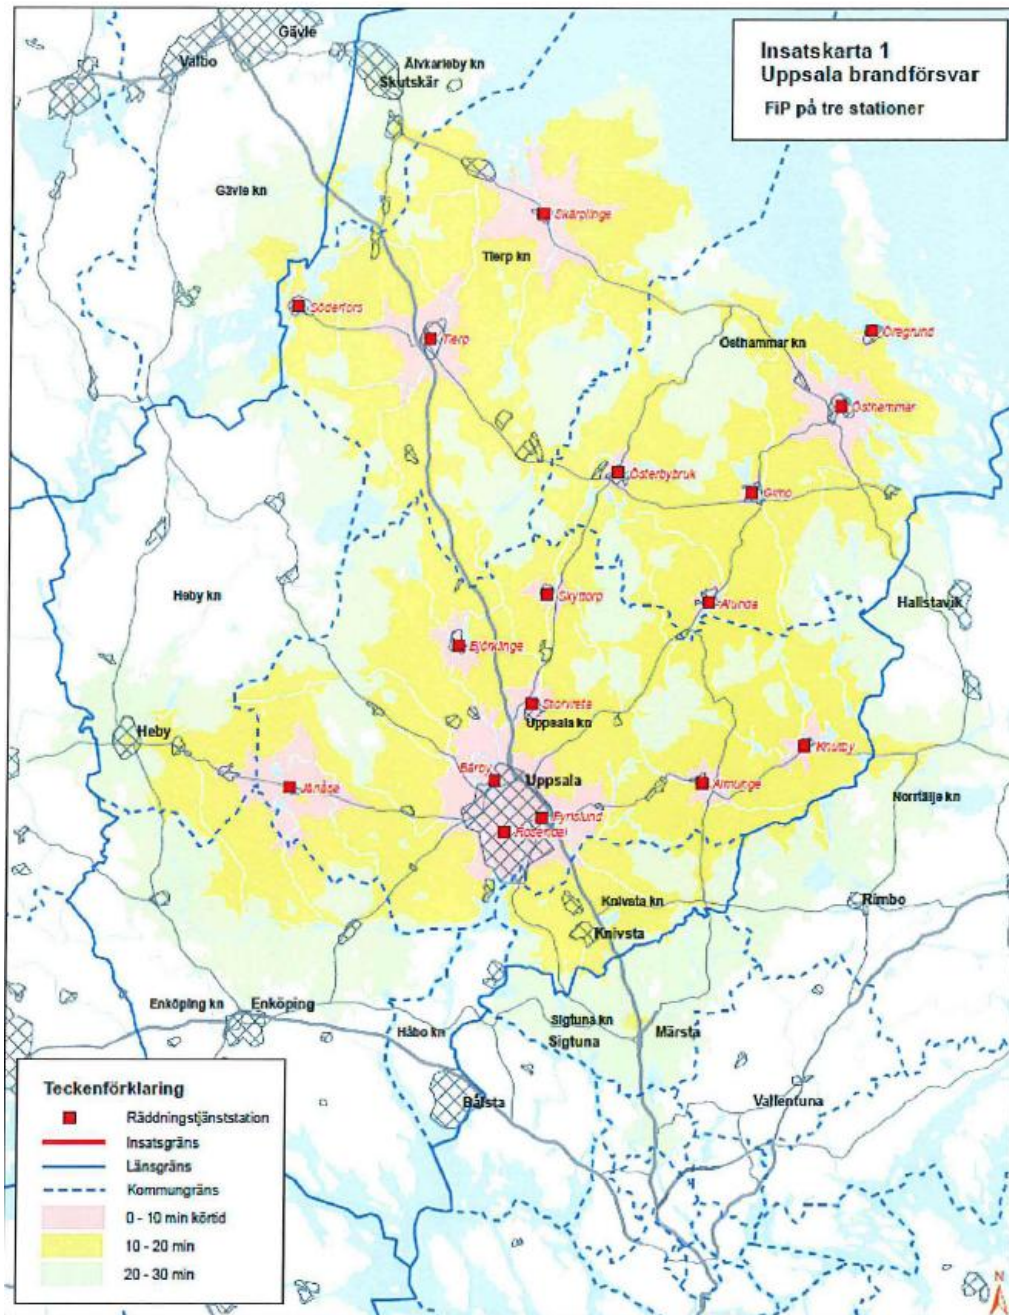 Insatskarta 1
Uppsala brandförsvar
FiP på tre stationer
Gävle
Valbo
Älvkarleby kn
Skutskär
Gävle kn
Skärplinge
Tierp kn
Söderfors
Tierp
Öregrund
Östhammar kn
Östhammar
Österbybruk
Gimo
Heby kn
Skyttorp
Alunda
Hallstavik
Björklinge
Storvreta
Uppsala kn
Heby
Knutby
Bärby
Uppsala
Almunge
Järlåsa
Norrtälje kn
Fyrislund
Rosendal
Knivsta kn
Rimbo
Knivsta
Enköping kn
Enköping
Håbo kn
Sigtuna kn
Sigtuna
Märsta
Bålsta
Vallentuna
Teckenförklaring
Räddningstjänststation
Insatsgräns
Länsgräns
Kommungräns
0 - 10 min körtid
10 - 20 min
20 - 30 min
N